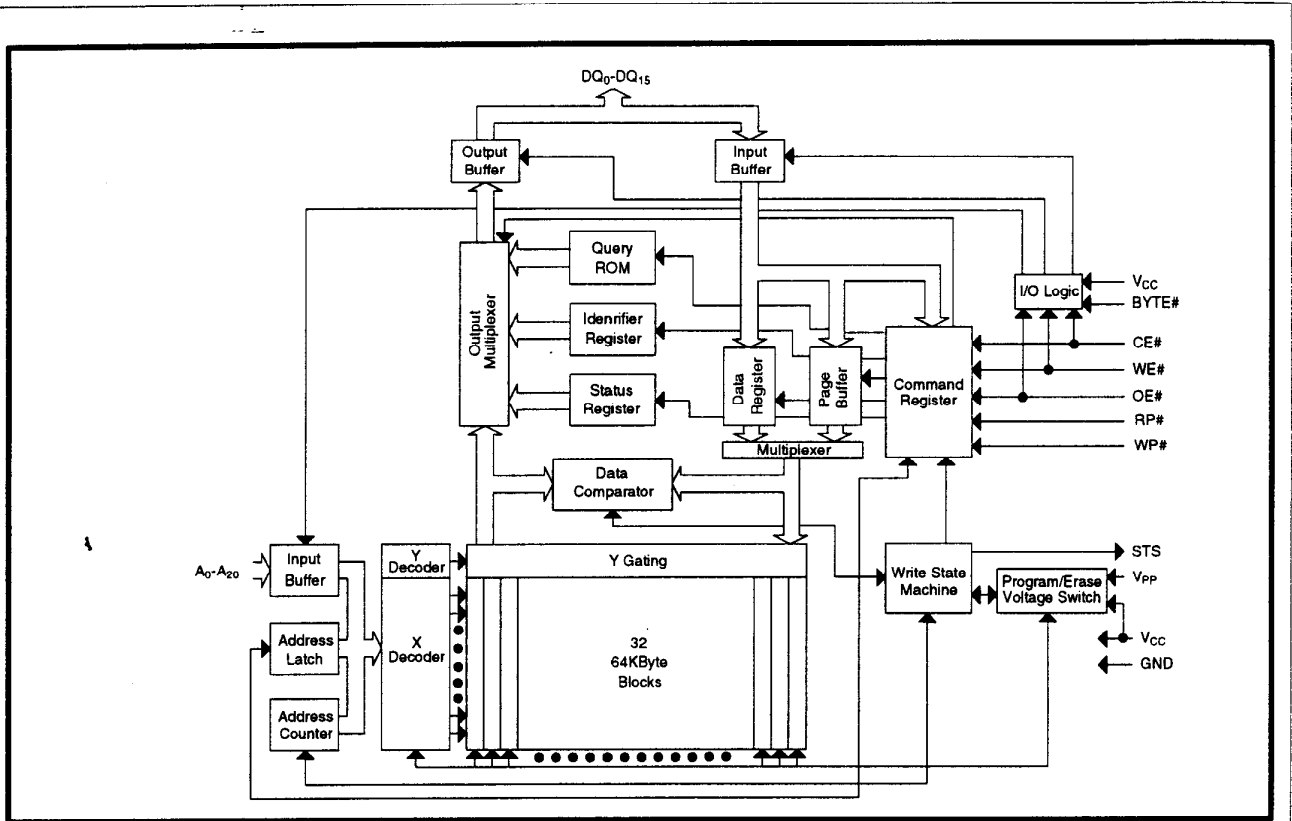 DQ0-DQ15
Output
Buffer
Input
Buffer
Output
Multiplexer
Query
ROM
Idenrifier
Register
Status
Register
Data
Register
Page
Buffer
Command
Register
I/O Logic
VCC
BYTE#
CE#
WE#
OE#
RP#
WP#
Multiplexer
Data
Comparator
A0-A20
Input
Buffer
Address
Latch
Address
Counter
Y
Decoder
X
Decoder
Y Gating
32
64KByte
Blocks
Write State
Machine
Program/Erase
Voltage Switch
STS
VPP
VCC
GND